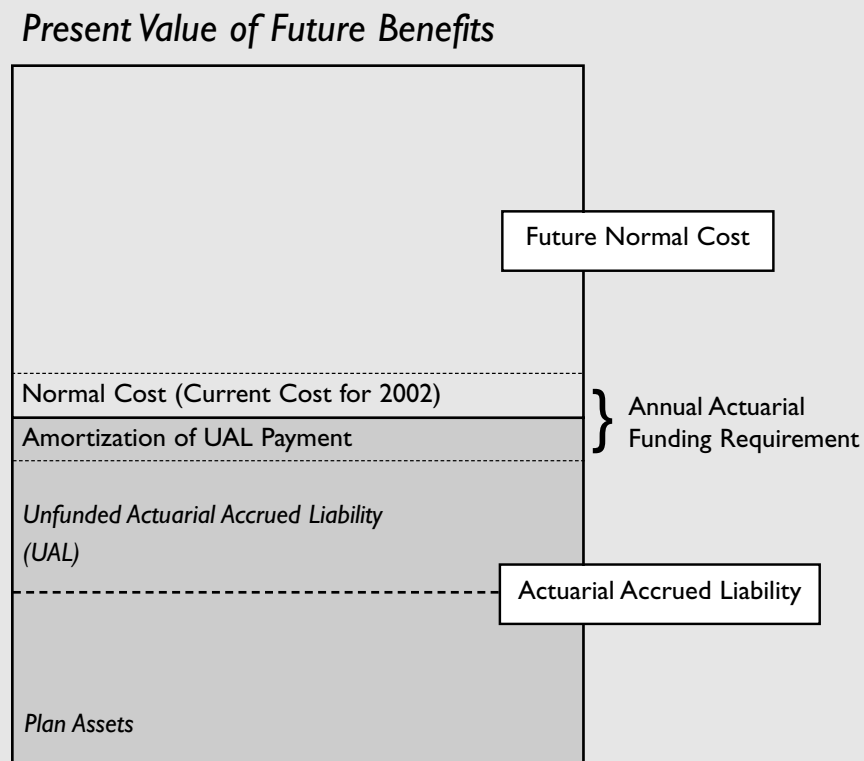 Present Value of Future Benefits
Future Normal Cost
Normal Cost (Current Cost for 2002)
} Annual Actuarial
Funding Requirement
Amortization of UAL Payment
Unfunded Actuarial Accrued Liability
(UAL)
Actuarial Accrued Liability
Plan Assets